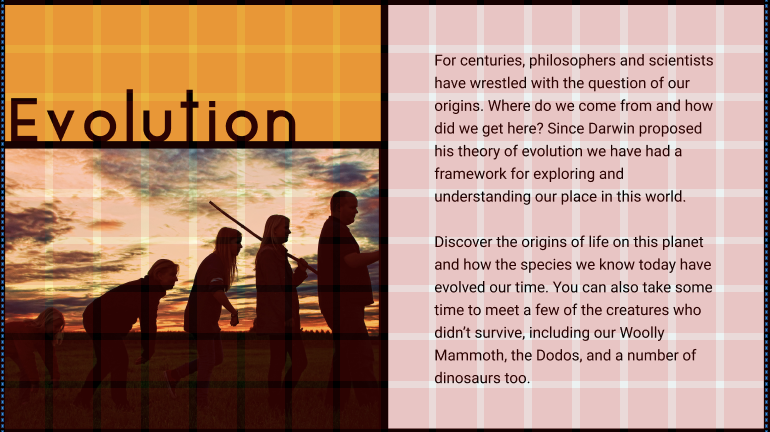 Evolution
For centuries, philosophers and scientists
have wrestled with the question of our
origins. Where do we come from and how
did we get here? Since Darwin proposed
his theory of evolution we have had a
framework for exploring and
understanding our place in this world.
Discover the origins of life on this planet
and how the species we know today have
evolved our time. You can also take some
time to meet a few of the creatures who
didn't survive, including our Woolly
Mammoth, the Dodos, and a number of
dinosaurs too.